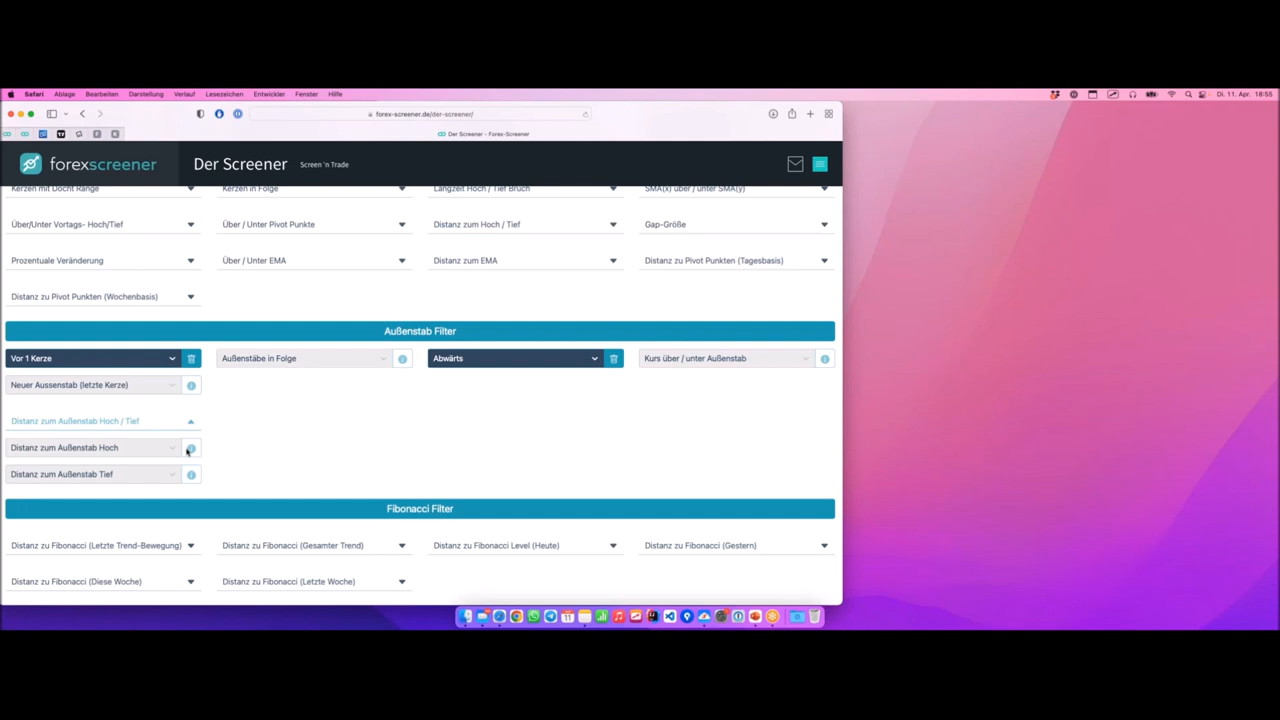 Safari Ablage Bearbeiten Darstellung Verlauf Lesezeichen Entwickler Fenster Hilfe Di. 11. Apr. 18:55
forex-screener.de/der-screener/
Der Screener - Forex-Screener
forexscreener Der Screener Screen 'n Trade
Kerzen mit Docht Range Kerzen in Folge Langzeit Hoch / Tief Bruch SMA(x) über / unter SMA(y)
Über/Unter Vortags- Hoch/Tief Über / Unter Pivot Punkte Distanz zum Hoch / Tief Gap-Größe
Prozentuale Veränderung Über / Unter EMA Distanz zum EMA Distanz zu Pivot Punkten (Tagesbasis)
Distanz zu Pivot Punkten (Wochenbasis)
Außenstab Filter
Vor 1 Kerze Außenstäbe in Folge Abwärts Kurs über / unter Außenstab
Neuer Aussenstab (letzte Kerze)
Distanz zum Außenstab Hoch / Tief
Distanz zum Außenstab Hoch
Distanz zum Außenstab Tief
Fibonacci Filter
Distanz zu Fibonacci (Letzte Trend-Bewegung) Distanz zu Fibonacci (Gesamter Trend) Distanz zu Fibonacci Level (Heute) Distanz zu Fibonacci (Gestern)
Distanz zu Fibonacci (Diese Woche) Distanz zu Fibonacci (Letzte Woche)